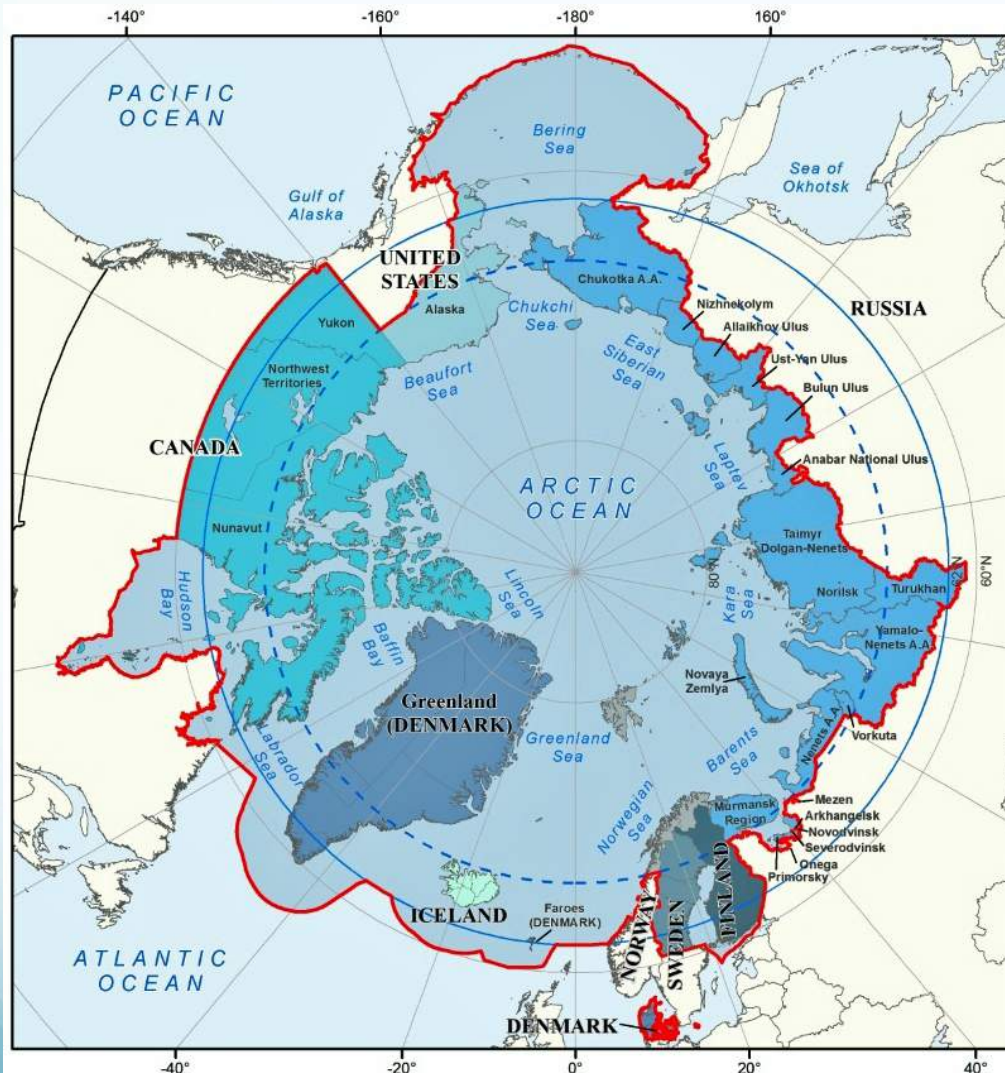 -140°
-160°
-180°
160°
PACIFIC
OCEAN
Bering
Sea
Sea of
Okhotsk
Gulf of
Alaska
UNITED
STATES
Chukotka A.A.
Alaska
Chukchi
Sea
Nizhnekolym
RUSSIA
Allaikhov Ulus
Yukon
East
Siberian
Sea
Ust-Yan Ulus
Northwest
Territories
Beaufort
Sea
Bulun Ulus
CANADA
Laptev
Sea
Anabar National Ulus
ARCTIC
OCEAN
Nunavut
Taimyr
Dolgan-Nenets
80°N
62°N
60°N
Hudson
Bay
Lincoln
Sea
Kara
Sea
Norilsk
Turukhan
Baffin
Bay
Yamalo-
Nenets A.A
Novaya
Zemlya
Greenland
(DENMARK)
Labrador
Sea
Greenland
Sea
Barents
Sea
Nenets A.A.
Vorkuta
Norwegian
Sea
Murmansk
Region
Mezen
Arkhangelsk
Novodvinsk
Severodvinsk
Onega
Primorsky
ICELAND
Faroes
(DENMARK)
NORWAY
SWEDEN
FINLAND
ATLANTIC
OCEAN
DENMARK
-40°
-20°
0°
20°
40°